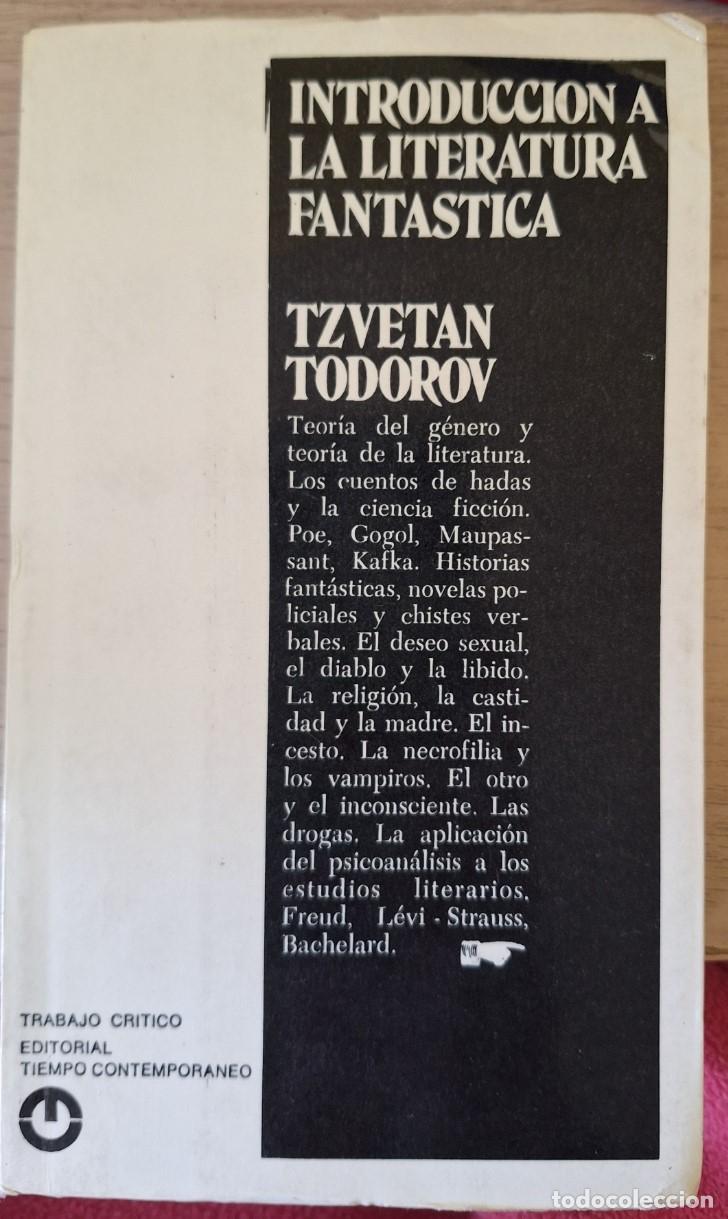 INTRODUCCION A
LA LITERATURA
FANTASTICA
TZVETAN
TODOROV
Teoría del género y
teoría de la literatura.
Los cuentos de hadas
y la ciencia ficción.
Poe, Gogol, Maupas-
sant, Kafka. Historias
fantásticas, novelas po-
liciales y chistes ver-
bales. El deseo sexual,
el diablo y la libido.
La religión, la casti-
dad y la madre. El in-
cesto. La necrofilia y
los vampiros. El otro
y el inconsciente. Las
drogas. La aplicación
del psicoanálisis a los
estudios literarios.
Freud, Lévi - Strauss,
Bachelard.
TRABAJO CRITICO
EDITORIAL
TIEMPO CONTEMPORANEO
todocoleccion